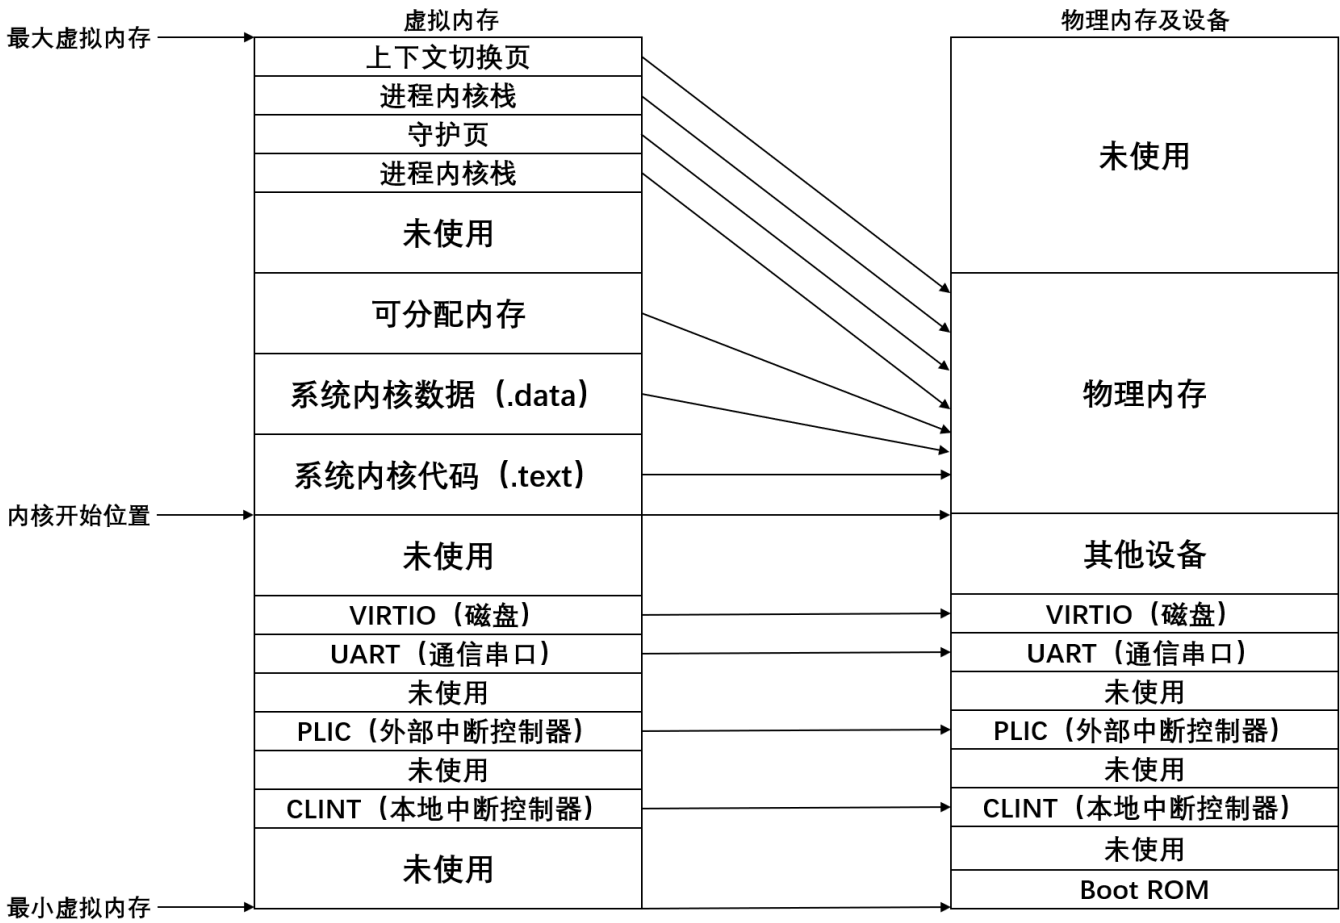 虚拟内存
物理内存及设备
最大虚拟内存
上下文切换页
进程内核栈
守护页
进程内核栈
未使用
可分配内存
系统内核数据（.data）
系统内核代码（.text）
内核开始位置
未使用
VIRTIO（磁盘）
UART（通信串口）
未使用
PLIC（外部中断控制器）
未使用
CLINT（本地中断控制器）
未使用
最小虚拟内存
未使用
物理内存
其他设备
VIRTIO（磁盘）
UART（通信串口）
未使用
PLIC（外部中断控制器）
未使用
CLINT（本地中断控制器）
未使用
Boot ROM